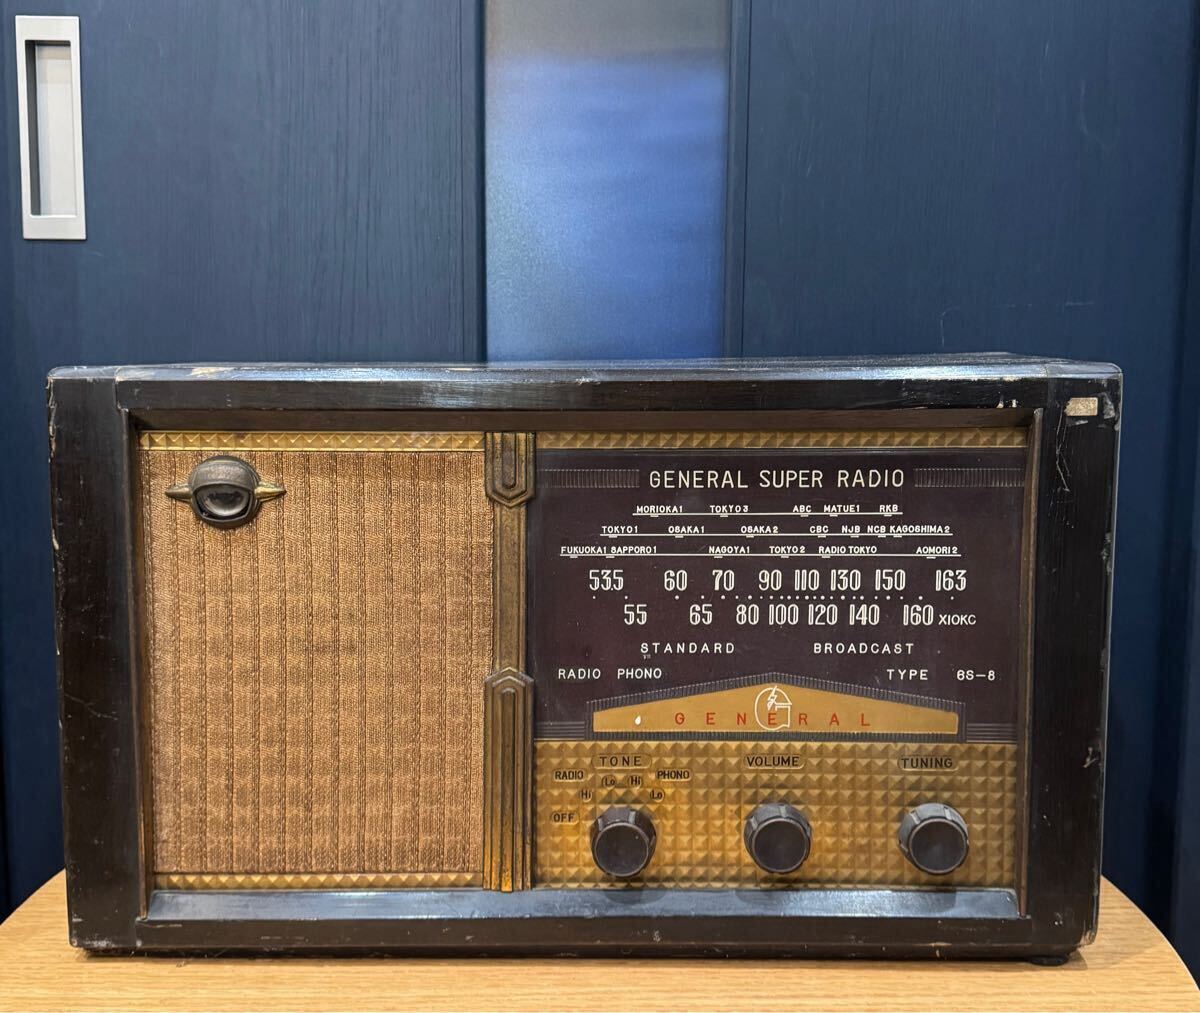 GENERAL SUPER RADIO
MORIOKA1 TOKYO3 ABC MATUE1 RKB
TOKYO1 OSAKA1 OSAKA2 CBC NJB NCB KAGOSHIMA2
FUKUOKA1 SAPPORO1 NAGOYA1 TOKYO2 RADIO TOKYO AOMORI2
535 60 70 90 110 130 150 163
55 65 80 100 120 140 160 X10KC
STANDARD BROADCAST
RADIO PHONO TYPE 6S-8
GENERAL
TONE VOLUME TUNING
RADIO Lo Hi PHONO
Hi Lo
OFF